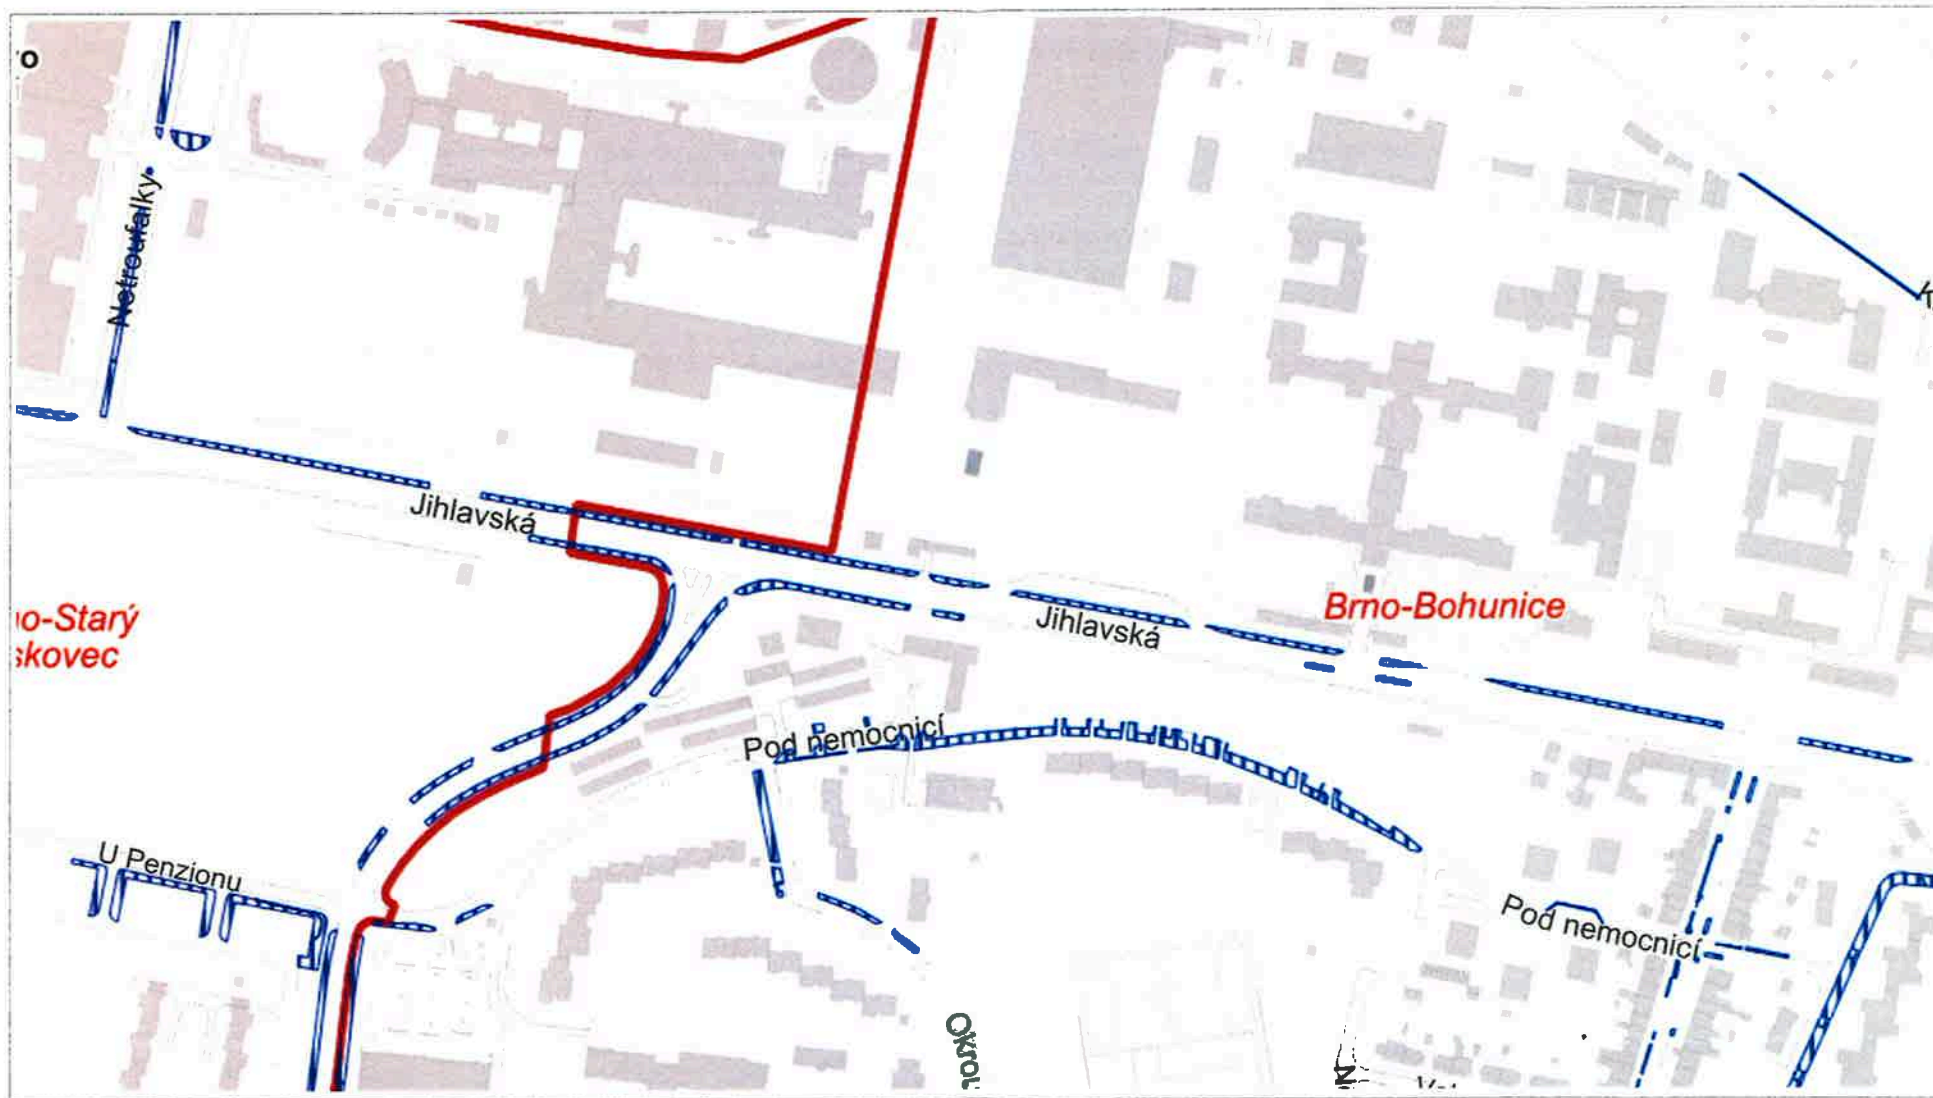 Netroufalky
Jihlavská
Brno-Bohunice
Jihlavská
Pod nemocnicí
U Penzionu
Pod nemocnicí